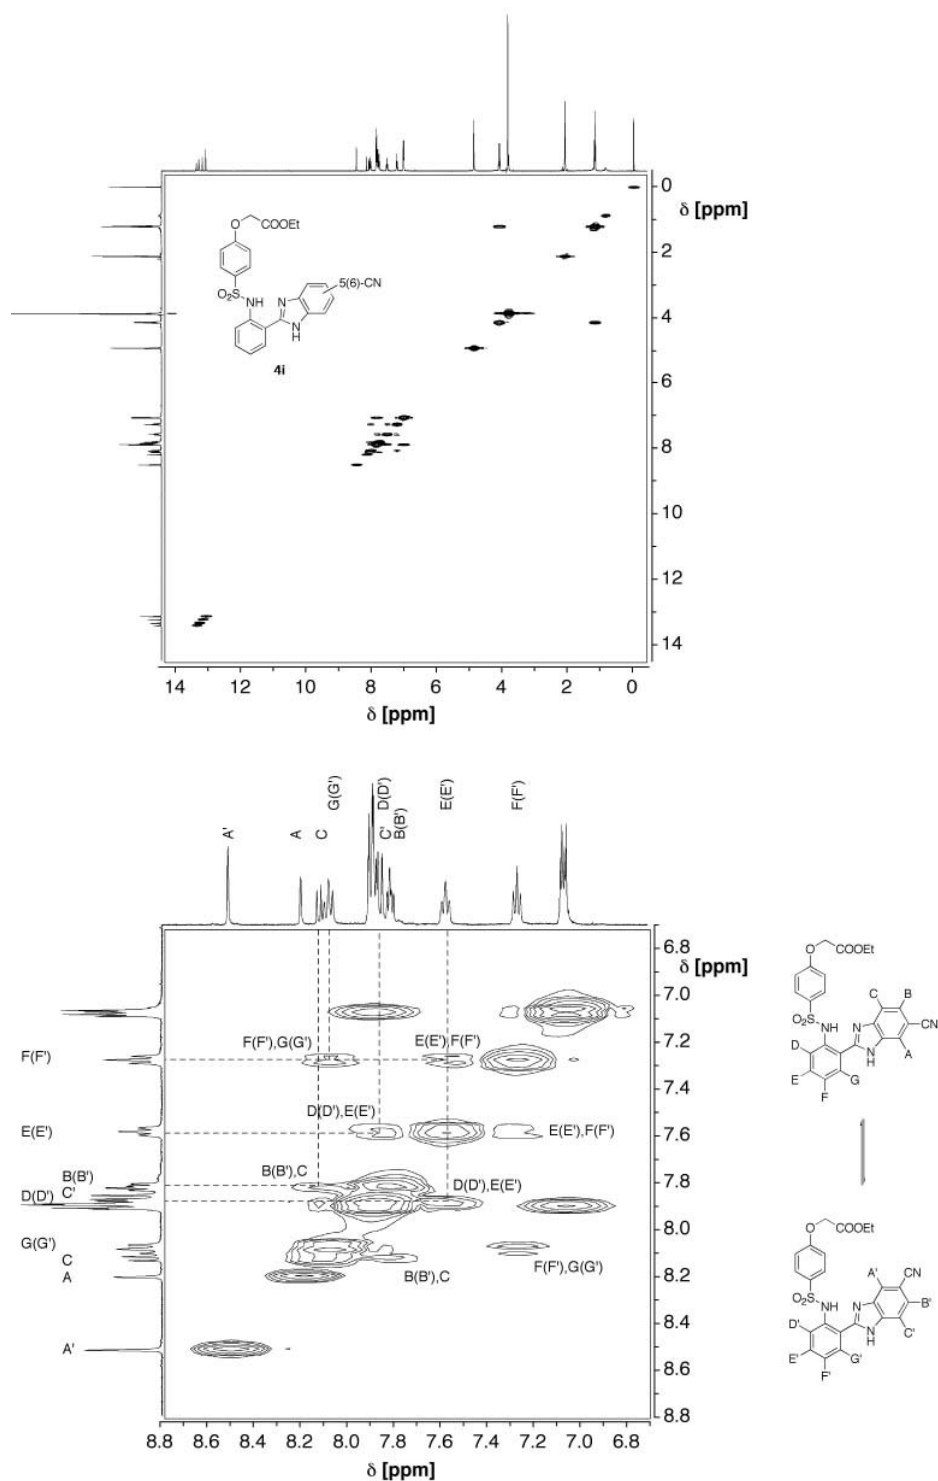 0
δ [ppm]
2
4
6
8
10
12
14
O
COOEt
S
O2
NH
N
5(6)-CN
N
H
4i
14 12 10 8 6 4 2 0
δ [ppm]
A'
A
C
G(G')
D(D')
C'
B(B')
E(E')
F(F')
6.8
δ [ppm]
7.0
7.2
7.4
7.6
7.8
8.0
8.2
8.4
8.6
8.8
F(F')
E(E')
B(B')
C'
D(D')
G(G')
C
A
A'
F(F'),G(G')
E(E'),F(F')
D(D'),E(E')
E(E'),F(F')
B(B'),C
D(D'),E(E')
B(B'),C
F(F'),G(G')
8.8 8.6 8.4 8.2 8.0 7.8 7.6 7.4 7.2 7.0 6.8
δ [ppm]
O
COOEt
C
B
S
O2
NH
N
CN
D
N
H
A
E
G
F
O
COOEt
A'
CN
S
O2
NH
N
B'
D'
N
H
C'
E'
G'
F'